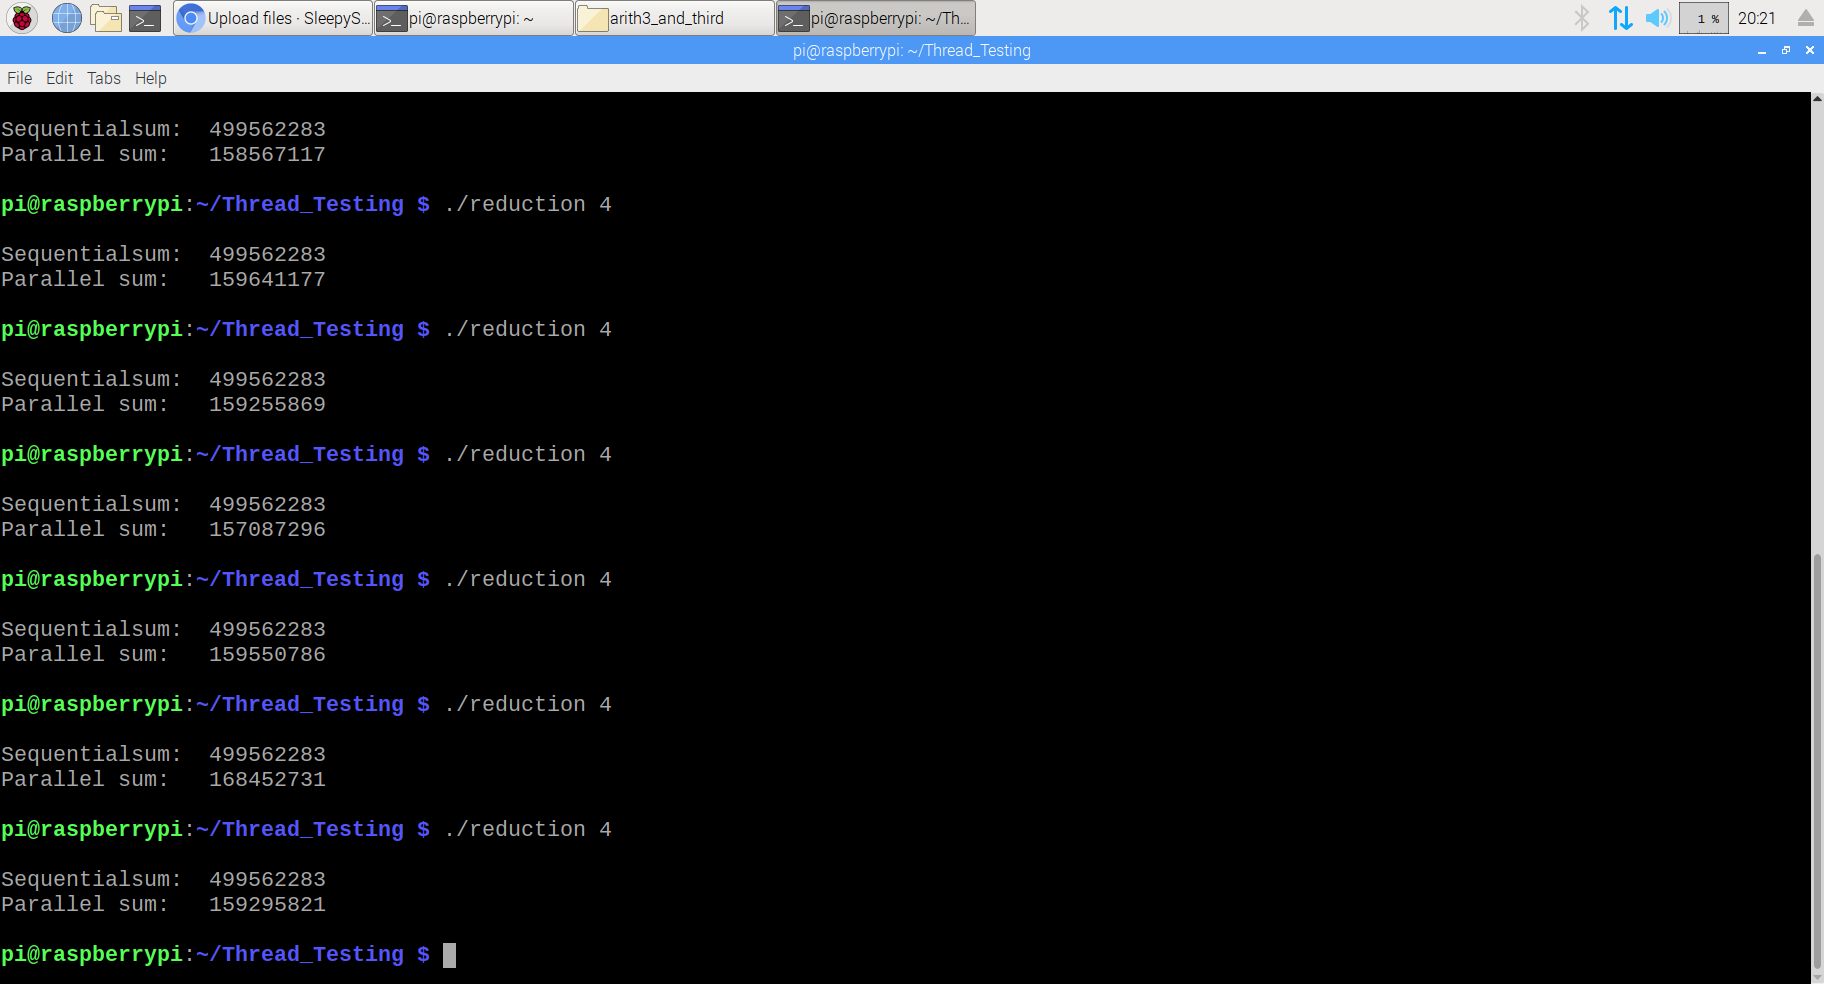 Upload files · SleepyS...
pi@raspberrypi: ~
arith3_and_third
pi@raspberrypi: ~/Th...
1 %
20:21
pi@raspberrypi: ~/Thread_Testing
File Edit Tabs Help
Sequentialsum:  499562283
Parallel sum:   158567117
pi@raspberrypi:~/Thread_Testing $ ./reduction 4
Sequentialsum:  499562283
Parallel sum:   159641177
pi@raspberrypi:~/Thread_Testing $ ./reduction 4
Sequentialsum:  499562283
Parallel sum:   159255869
pi@raspberrypi:~/Thread_Testing $ ./reduction 4
Sequentialsum:  499562283
Parallel sum:   157087296
pi@raspberrypi:~/Thread_Testing $ ./reduction 4
Sequentialsum:  499562283
Parallel sum:   159550786
pi@raspberrypi:~/Thread_Testing $ ./reduction 4
Sequentialsum:  499562283
Parallel sum:   168452731
pi@raspberrypi:~/Thread_Testing $ ./reduction 4
Sequentialsum:  499562283
Parallel sum:   159295821
pi@raspberrypi:~/Thread_Testing $